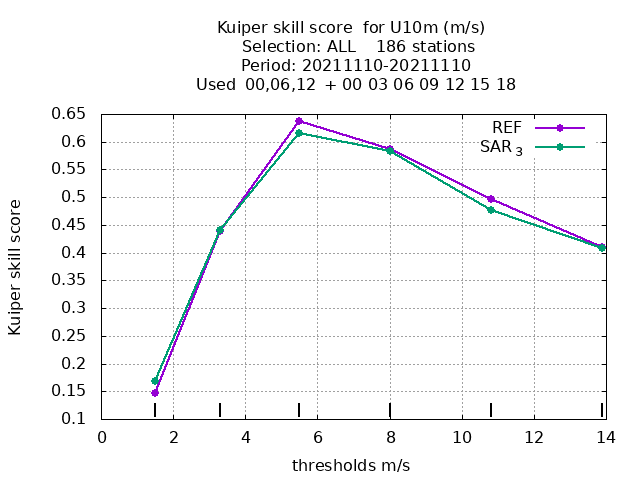 Kuiper skill score  for U10m (m/s)
Selection: ALL    186 stations
Period: 20211110-20211110
Used  00,06,12  + 00 03 06 09 12 15 18
REF
SAR 3
0.65
0.6
0.55
0.5
0.45
0.4
0.35
0.3
0.25
0.2
0.15
0.1
Kuiper skill score
0 2 4 6 8 10 12 14
thresholds m/s